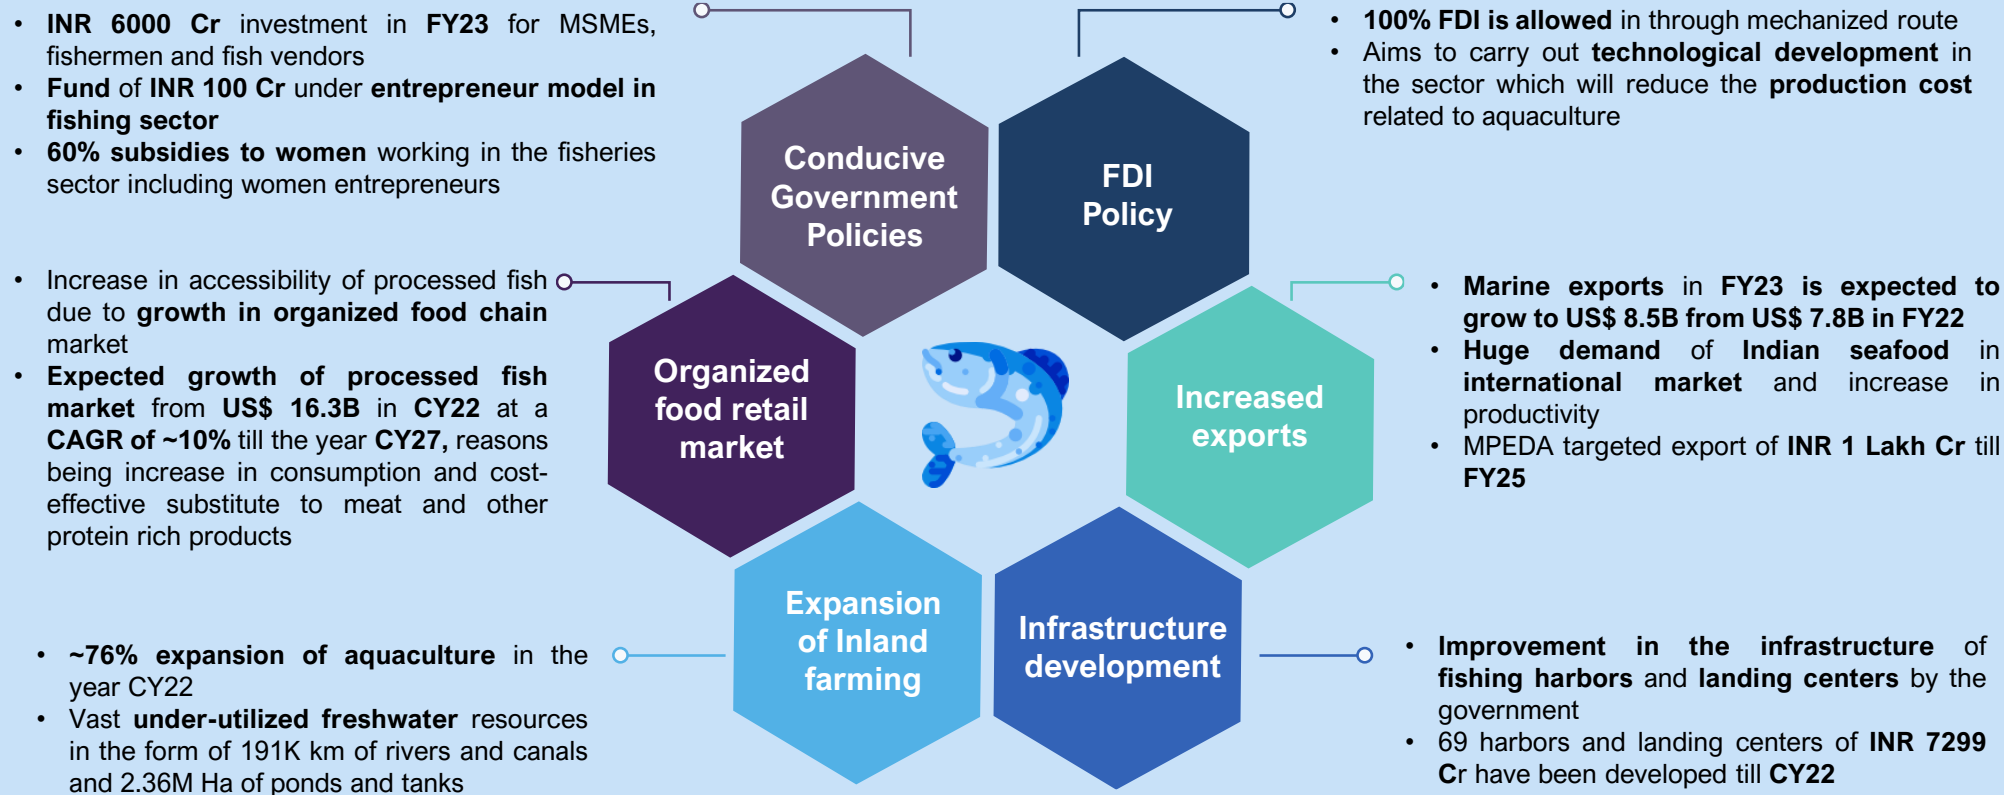 • INR 6000 Cr investment in FY23 for MSMEs,
fishermen and fish vendors
• Fund of INR 100 Cr under entrepreneur model in
fishing sector
• 60% subsidies to women working in the fisheries
sector including women entrepreneurs
Conducive
Government
Policies
FDI
Policy
• 100% FDI is allowed in through mechanized route
• Aims to carry out technological development in
the sector which will reduce the production cost
related to aquaculture
• Increase in accessibility of processed fish
due to growth in organized food chain
market
• Expected growth of processed fish
market from US$ 16.3B in CY22 at a
CAGR of ~10% till the year CY27, reasons
being increase in consumption and cost-
effective substitute to meat and other
protein rich products
Organized
food retail
market
Increased
exports
• Marine exports in FY23 is expected to
grow to US$ 8.5B from US$ 7.8B in FY22
• Huge demand of Indian seafood in
international market and increase in
productivity
• MPEDA targeted export of INR 1 Lakh Cr till
FY25
• ~76% expansion of aquaculture in the
year CY22
• Vast under-utilized freshwater resources
in the form of 191K km of rivers and canals
and 2.36M Ha of ponds and tanks
Expansion
of Inland
farming
Infrastructure
development
• Improvement in the infrastructure of
fishing harbors and landing centers by the
government
• 69 harbors and landing centers of INR 7299
Cr have been developed till CY22